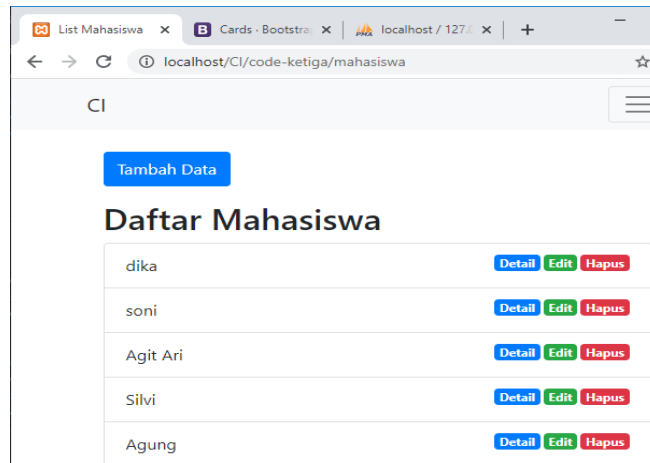 List Mahasiswa
Cards · Bootstra
localhost / 127.0
localhost/CI/code-ketiga/mahasiswa
CI
Tambah Data
Daftar Mahasiswa
dika Detail Edit Hapus
soni Detail Edit Hapus
Agit Ari Detail Edit Hapus
Silvi Detail Edit Hapus
Agung Detail Edit Hapus